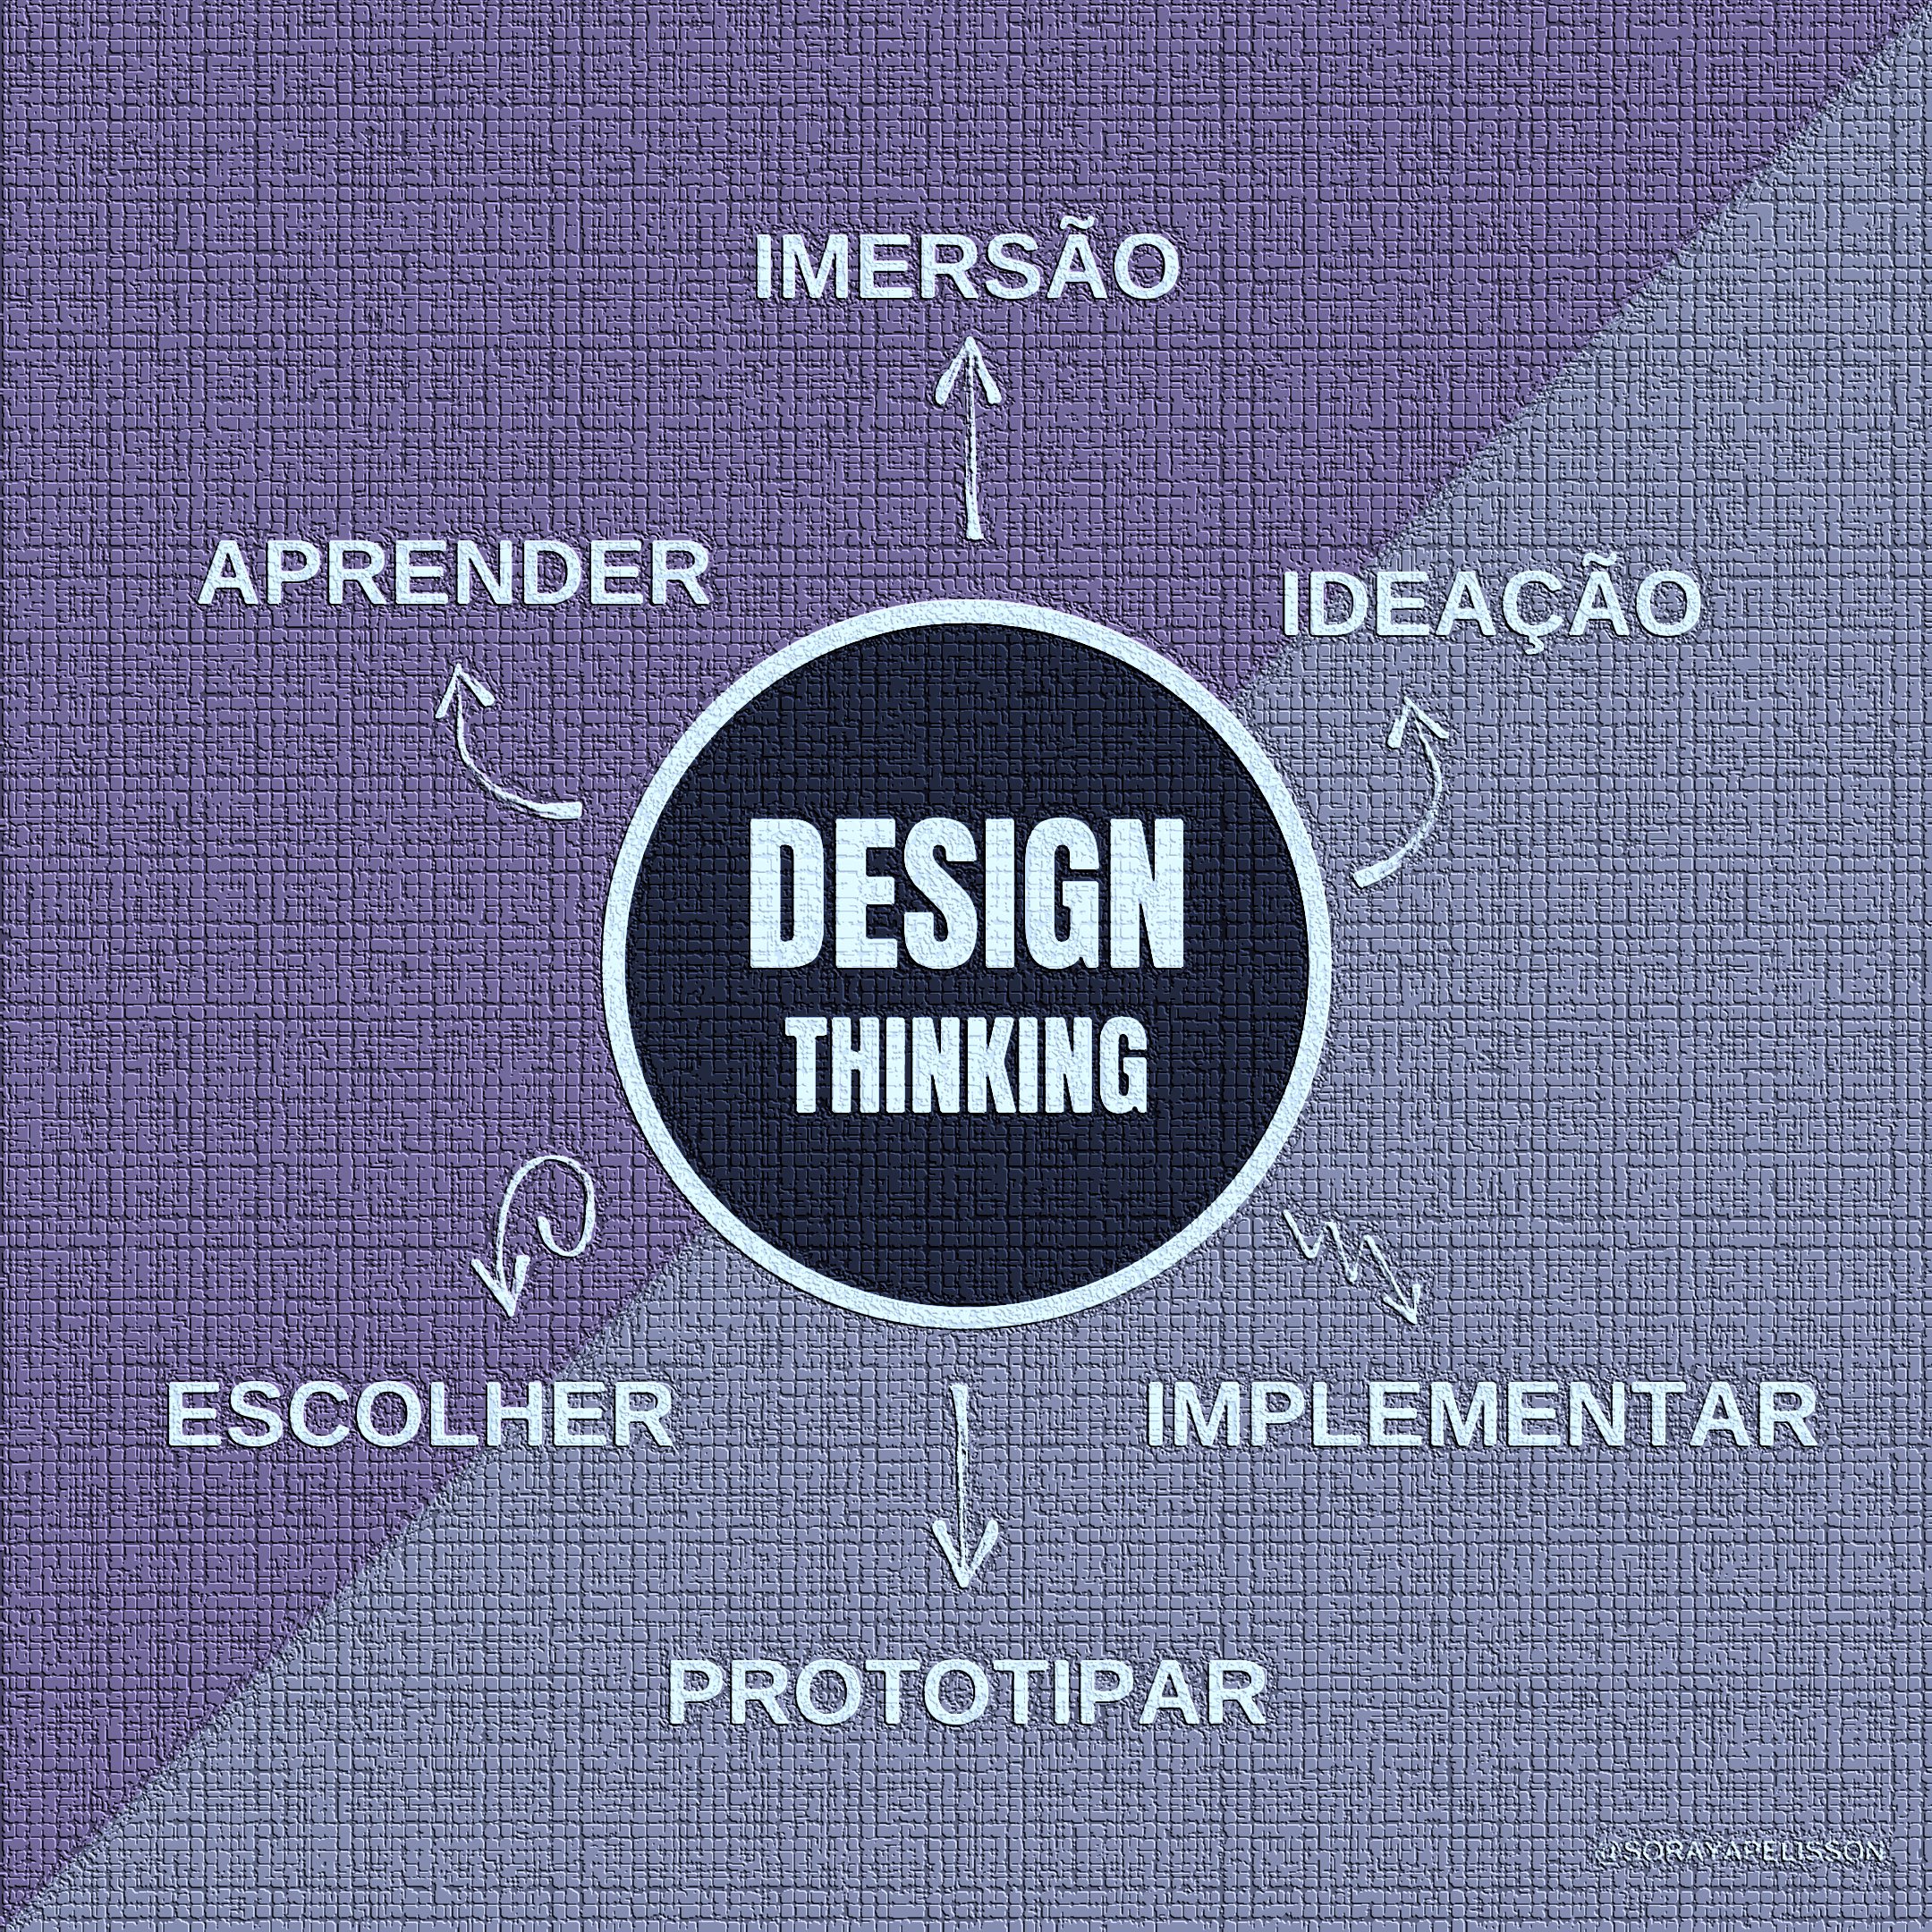 IMERSÃO
APRENDER
IDEAÇÃO
DESIGN
THINKING
ESCOLHER
IMPLEMENTAR
PROTOTIPAR
@SORAYAPELISSON